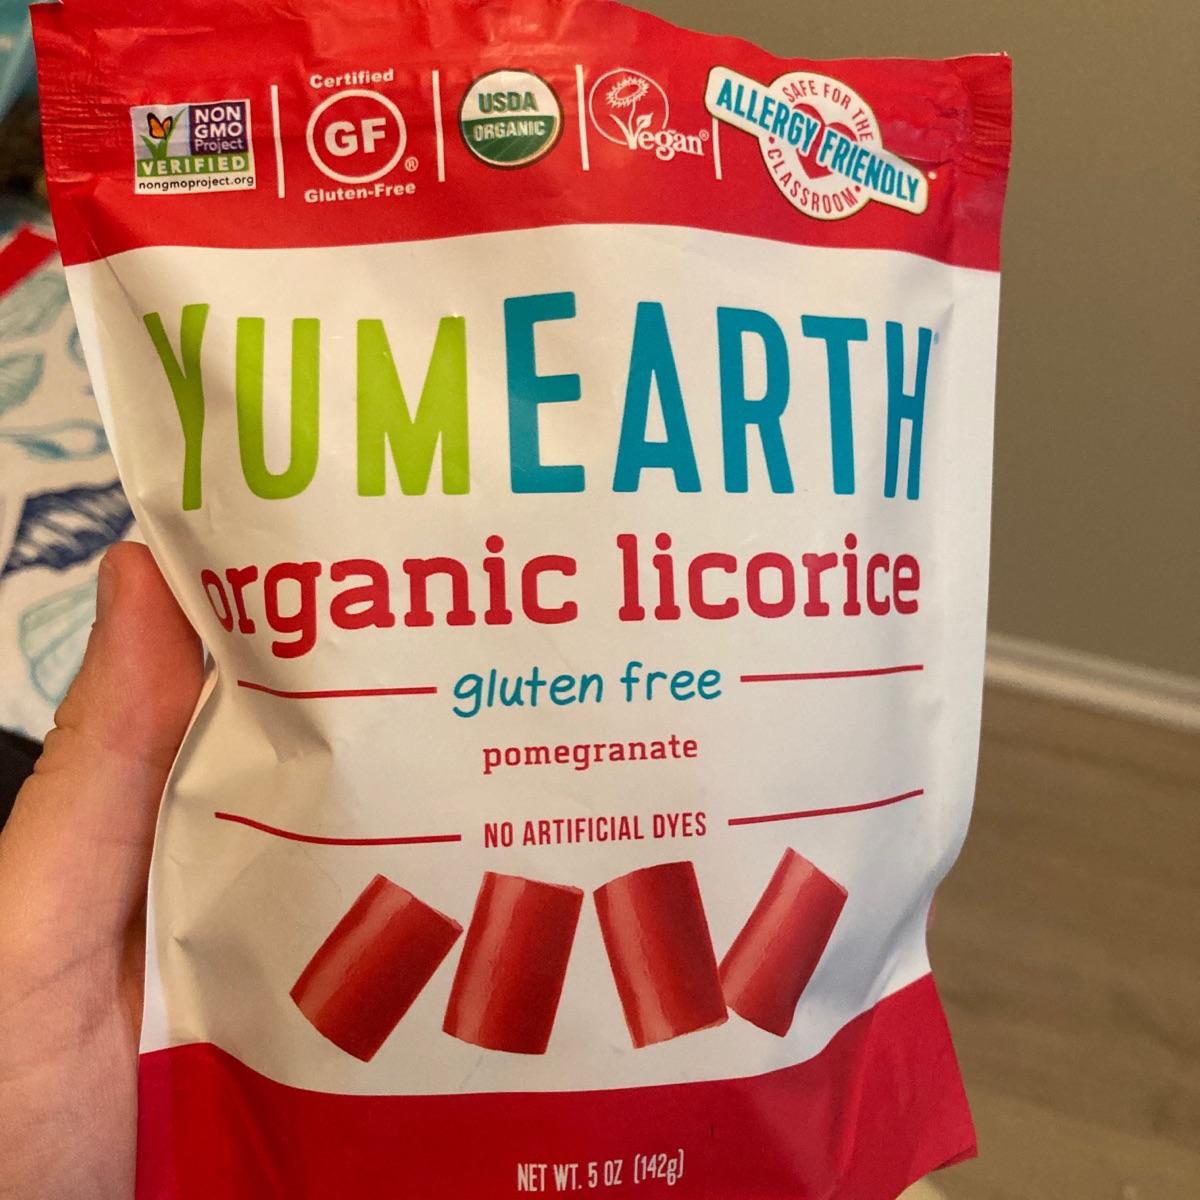 NON
GMO
Project
VERIFIED
nongmoproject.org
Certified
GF®
Gluten-Free
USDA
ORGANIC
Vegan®
SAFE FOR THE
ALLERGY FRIENDLY
CLASSROOM
YUMEARTH®
organic licorice
gluten free
pomegranate
NO ARTIFICIAL DYES
NET WT. 5 OZ (142g)